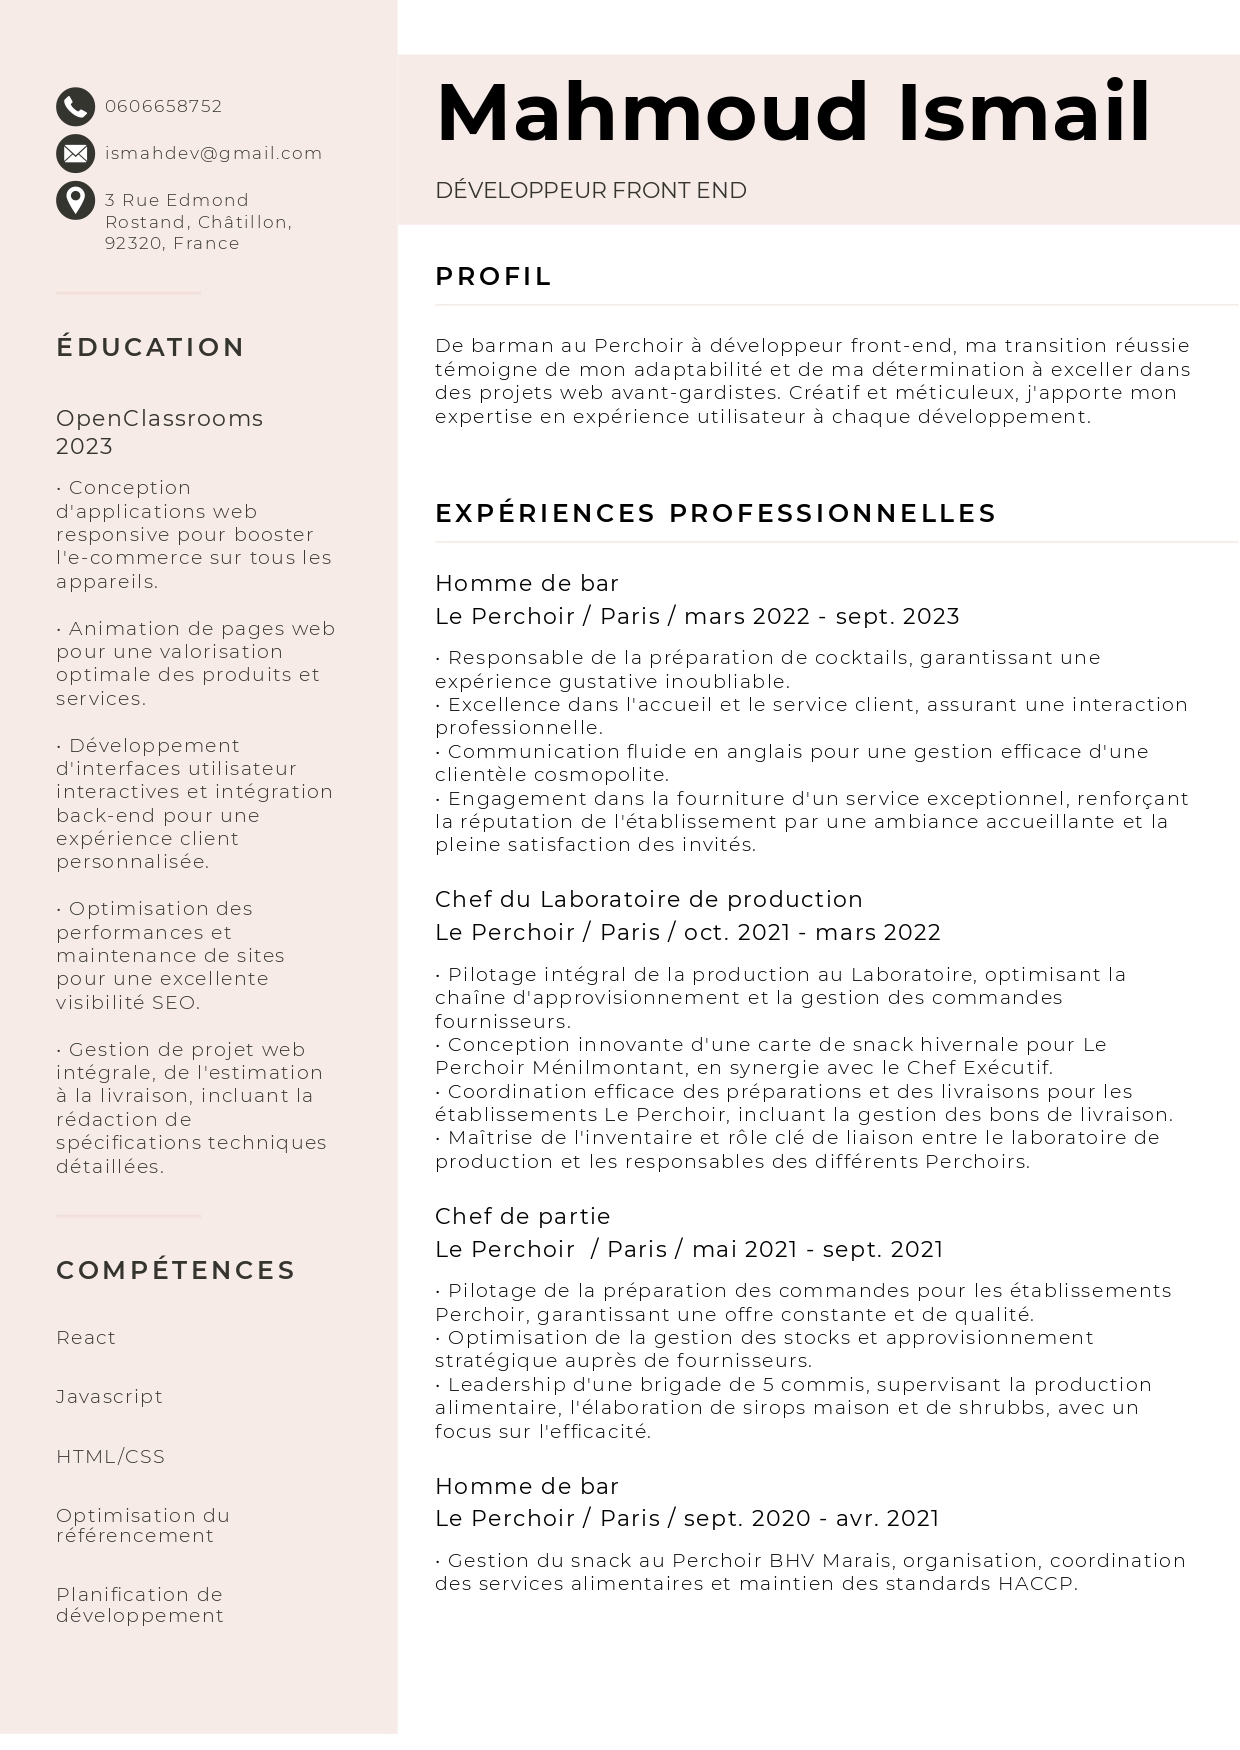 0606658752
ismahdev@gmail.com
3 Rue Edmond
Rostand, Châtillon,
92320, France
ÉDUCATION
OpenClassrooms
2023
· Conception
d'applications web
responsive pour booster
l'e-commerce sur tous les
appareils.
· Animation de pages web
pour une valorisation
optimale des produits et
services.
· Développement
d'interfaces utilisateur
interactives et intégration
back-end pour une
expérience client
personnalisée.
· Optimisation des
performances et
maintenance de sites
pour une excellente
visibilité SEO.
· Gestion de projet web
intégrale, de l'estimation
à la livraison, incluant la
rédaction de
spécifications techniques
détaillées.
COMPÉTENCES
React
Javascript
HTML/CSS
Optimisation du
référencement
Planification de
développement
Mahmoud Ismail
DÉVELOPPEUR FRONT END
PROFIL
De barman au Perchoir à développeur front-end, ma transition réussie
témoigne de mon adaptabilité et de ma détermination à exceller dans
des projets web avant-gardistes. Créatif et méticuleux, j'apporte mon
expertise en expérience utilisateur à chaque développement.
EXPÉRIENCES PROFESSIONNELLES
Homme de bar
Le Perchoir / Paris / mars 2022 - sept. 2023
· Responsable de la préparation de cocktails, garantissant une
expérience gustative inoubliable.
· Excellence dans l'accueil et le service client, assurant une interaction
professionnelle.
· Communication fluide en anglais pour une gestion efficace d'une
clientèle cosmopolite.
· Engagement dans la fourniture d'un service exceptionnel, renforçant
la réputation de l'établissement par une ambiance accueillante et la
pleine satisfaction des invités.
Chef du Laboratoire de production
Le Perchoir / Paris / oct. 2021 - mars 2022
· Pilotage intégral de la production au Laboratoire, optimisant la
chaîne d'approvisionnement et la gestion des commandes
fournisseurs.
· Conception innovante d'une carte de snack hivernale pour Le
Perchoir Ménilmontant, en synergie avec le Chef Exécutif.
· Coordination efficace des préparations et des livraisons pour les
établissements Le Perchoir, incluant la gestion des bons de livraison.
· Maîtrise de l'inventaire et rôle clé de liaison entre le laboratoire de
production et les responsables des différents Perchoirs.
Chef de partie
Le Perchoir  / Paris / mai 2021 - sept. 2021
· Pilotage de la préparation des commandes pour les établissements
Perchoir, garantissant une offre constante et de qualité.
· Optimisation de la gestion des stocks et approvisionnement
stratégique auprès de fournisseurs.
· Leadership d'une brigade de 5 commis, supervisant la production
alimentaire, l'élaboration de sirops maison et de shrubbs, avec un
focus sur l'efficacité.
Homme de bar
Le Perchoir / Paris / sept. 2020 - avr. 2021
· Gestion du snack au Perchoir BHV Marais, organisation, coordination
des services alimentaires et maintien des standards HACCP.